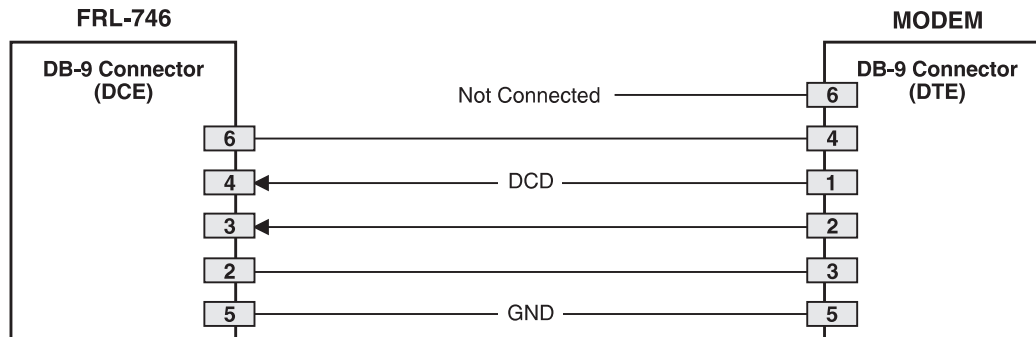 FRL-746
MODEM
DB-9 Connector
(DCE)
DB-9 Connector
(DTE)
Not Connected
6
6
4
4
DCD
1
3
2
2
3
5
GND
5